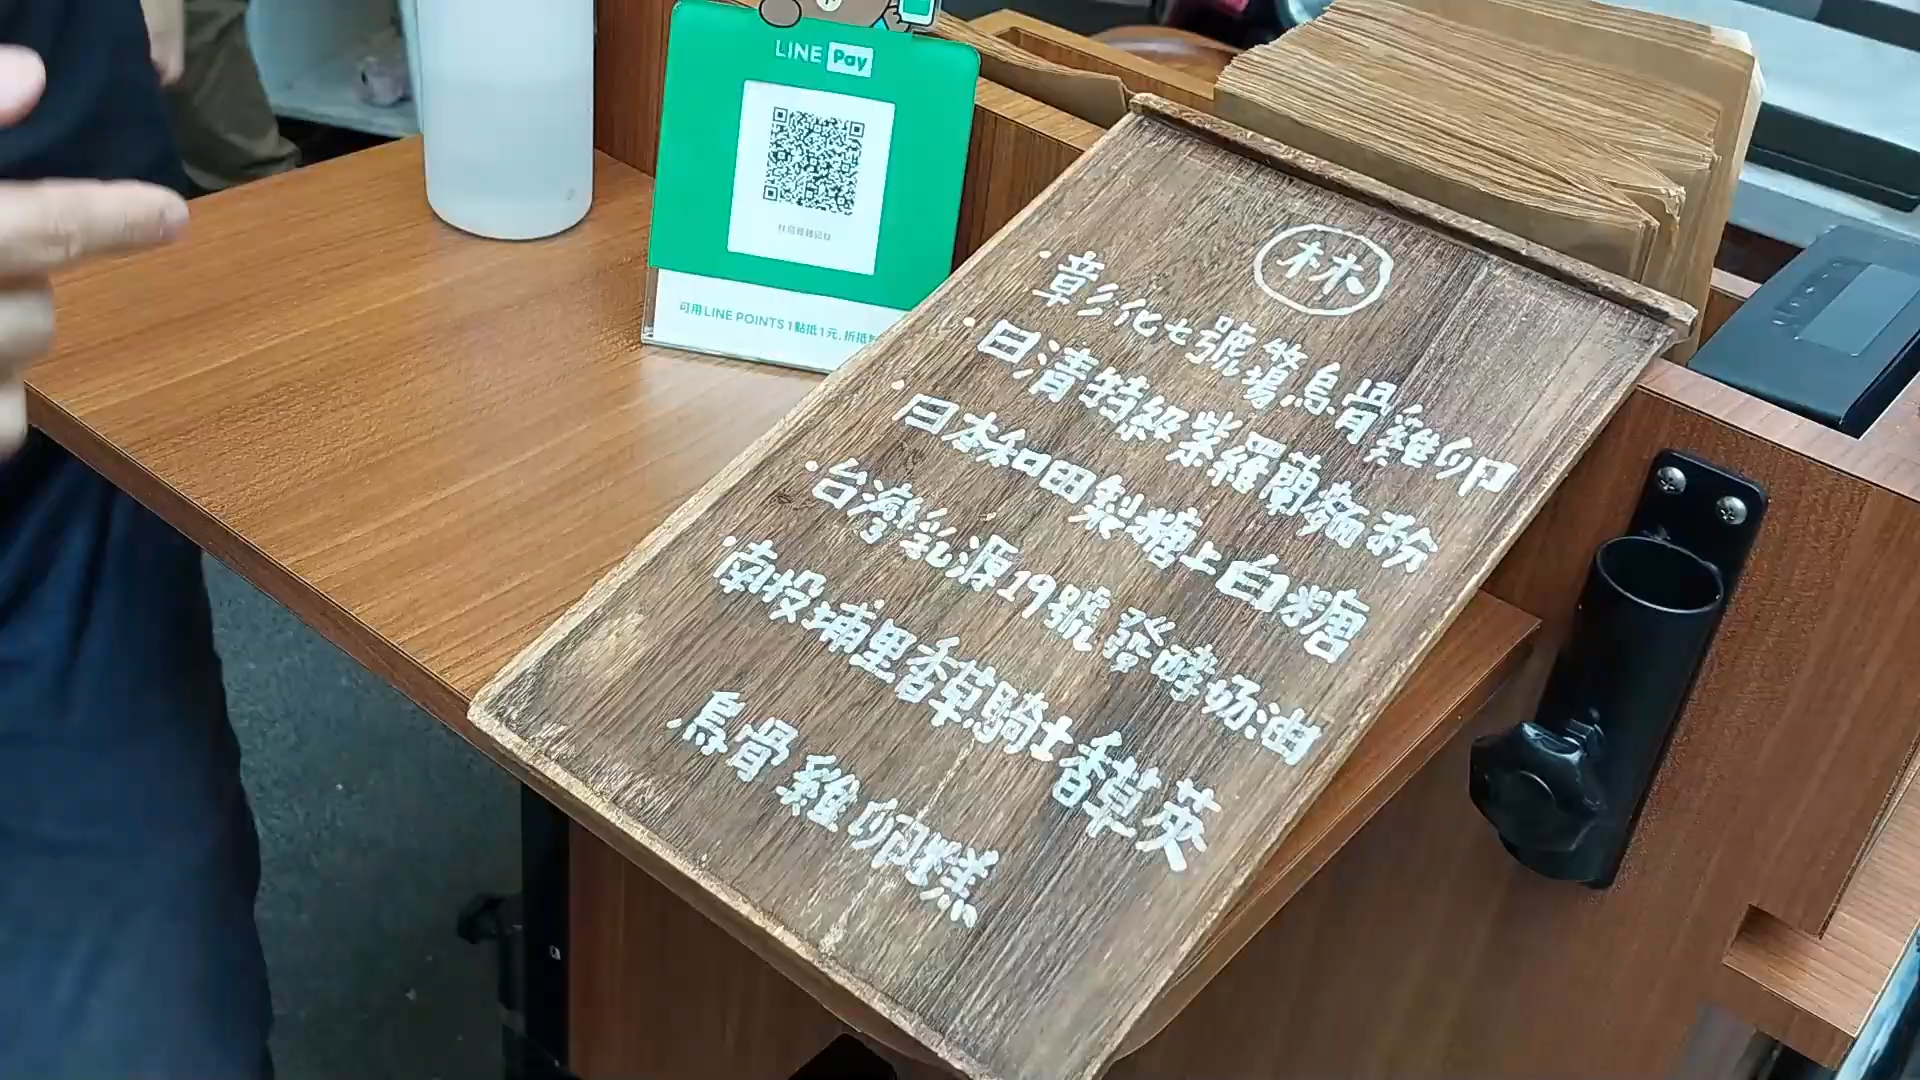 LINE Pay
可用LINE POINTS 1點抵1元,折抵
林
·彰化七號篤烏骨雞卵
·日清特級紫羅蘭麵粉
·日本和田製糖上白糖
·台灣乳源19號發酵奶油
·南投埔里香草騎士香草莢
烏骨雞卵糕